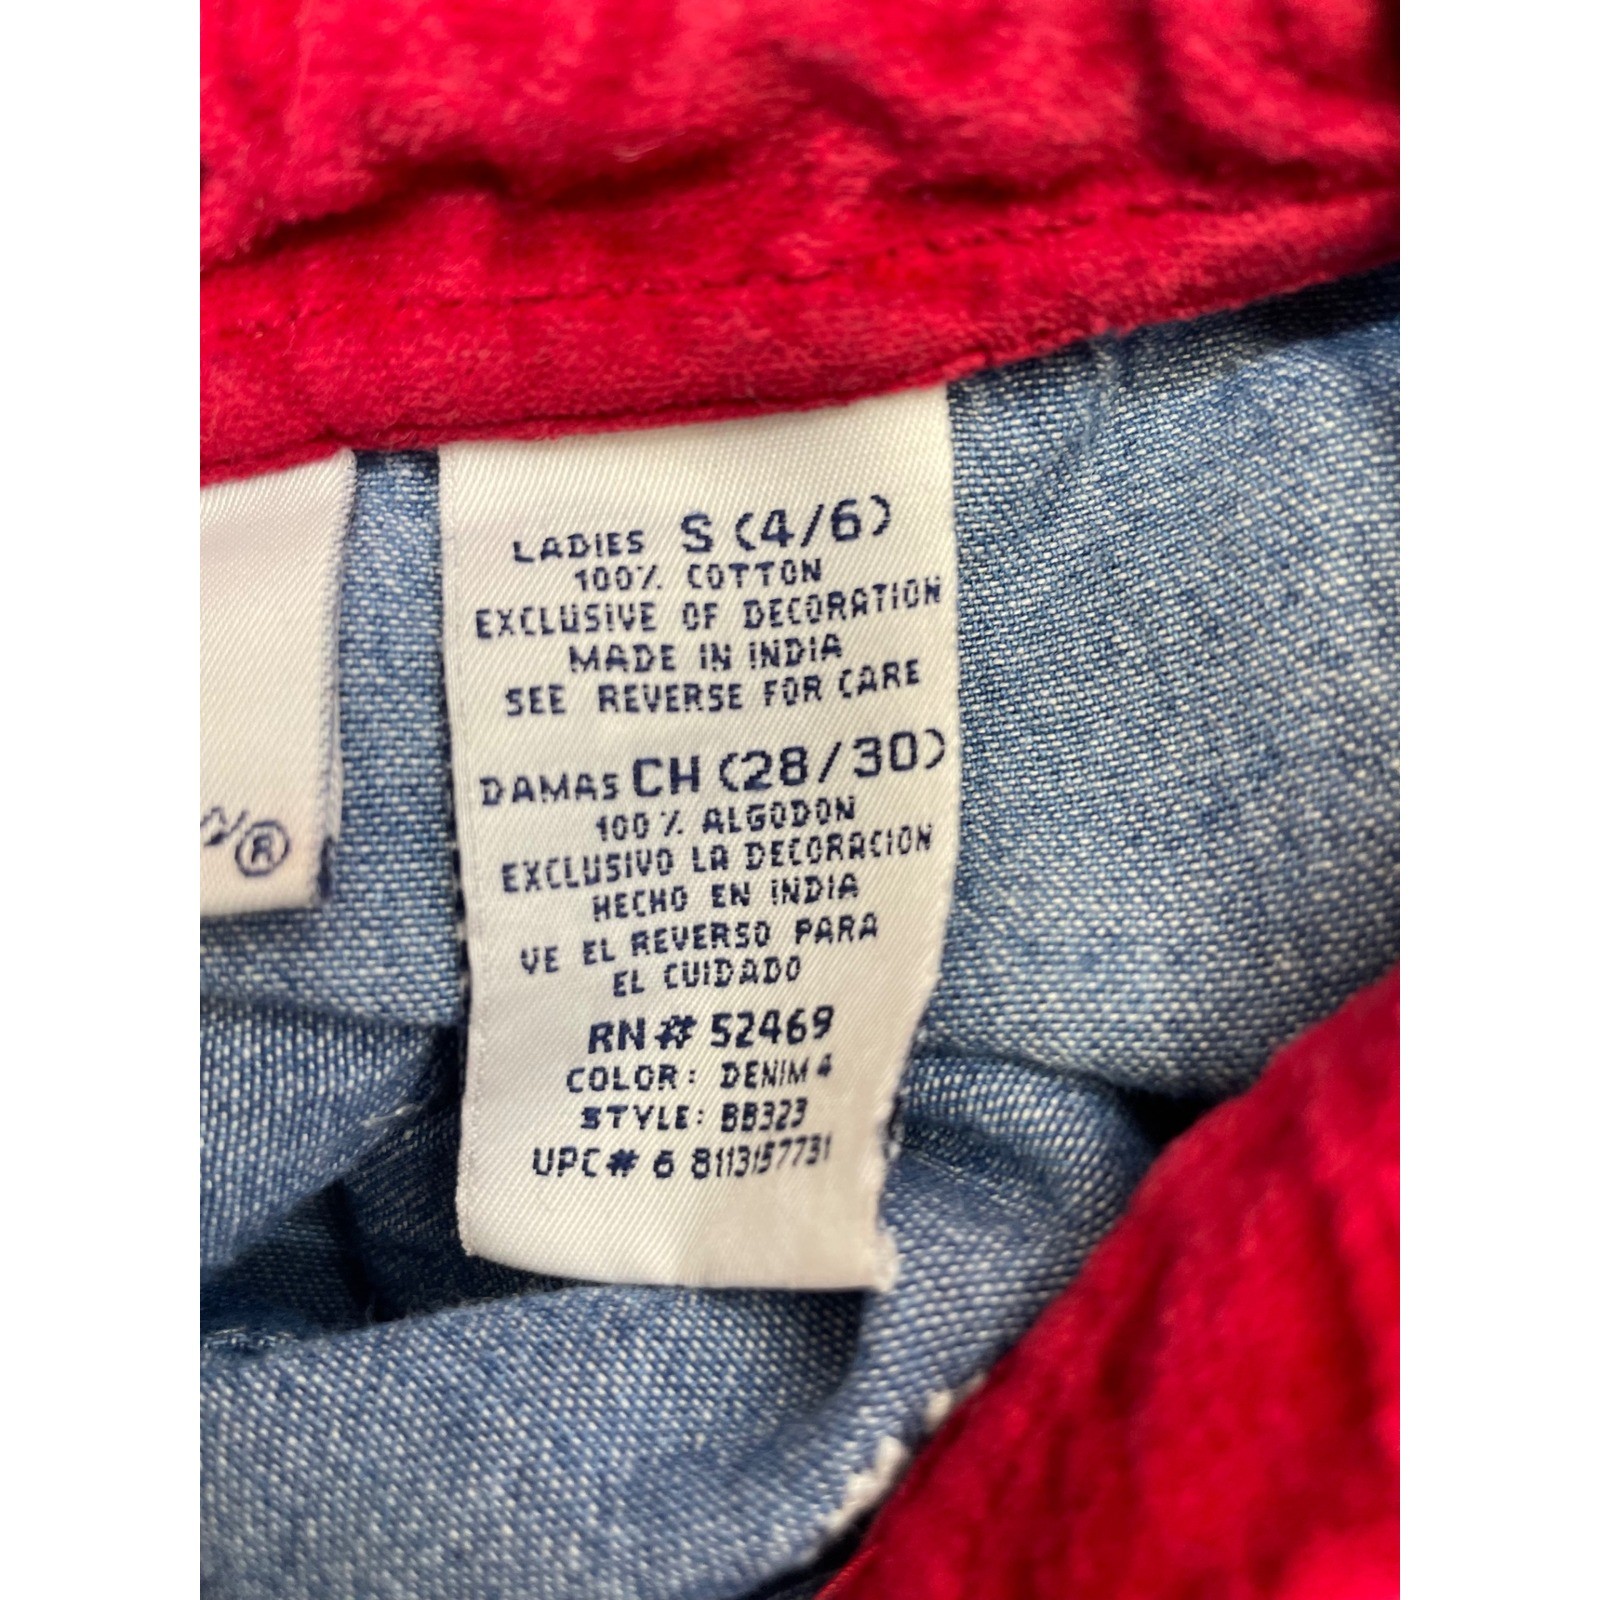 LADIES S (4/6)
100% COTTON
EXCLUSIVE OF DECORATION
MADE IN INDIA
SEE REVERSE FOR CARE
DAMAS CH (28/30)
100% ALGODON
EXCLUSIVO LA DECORACION
HECHO EN INDIA
VE EL REVERSO PARA
EL CUIDADO
RN# 52469
COLOR: DENIM 4
STYLE: BB323
UPC# 6 8113157731
®